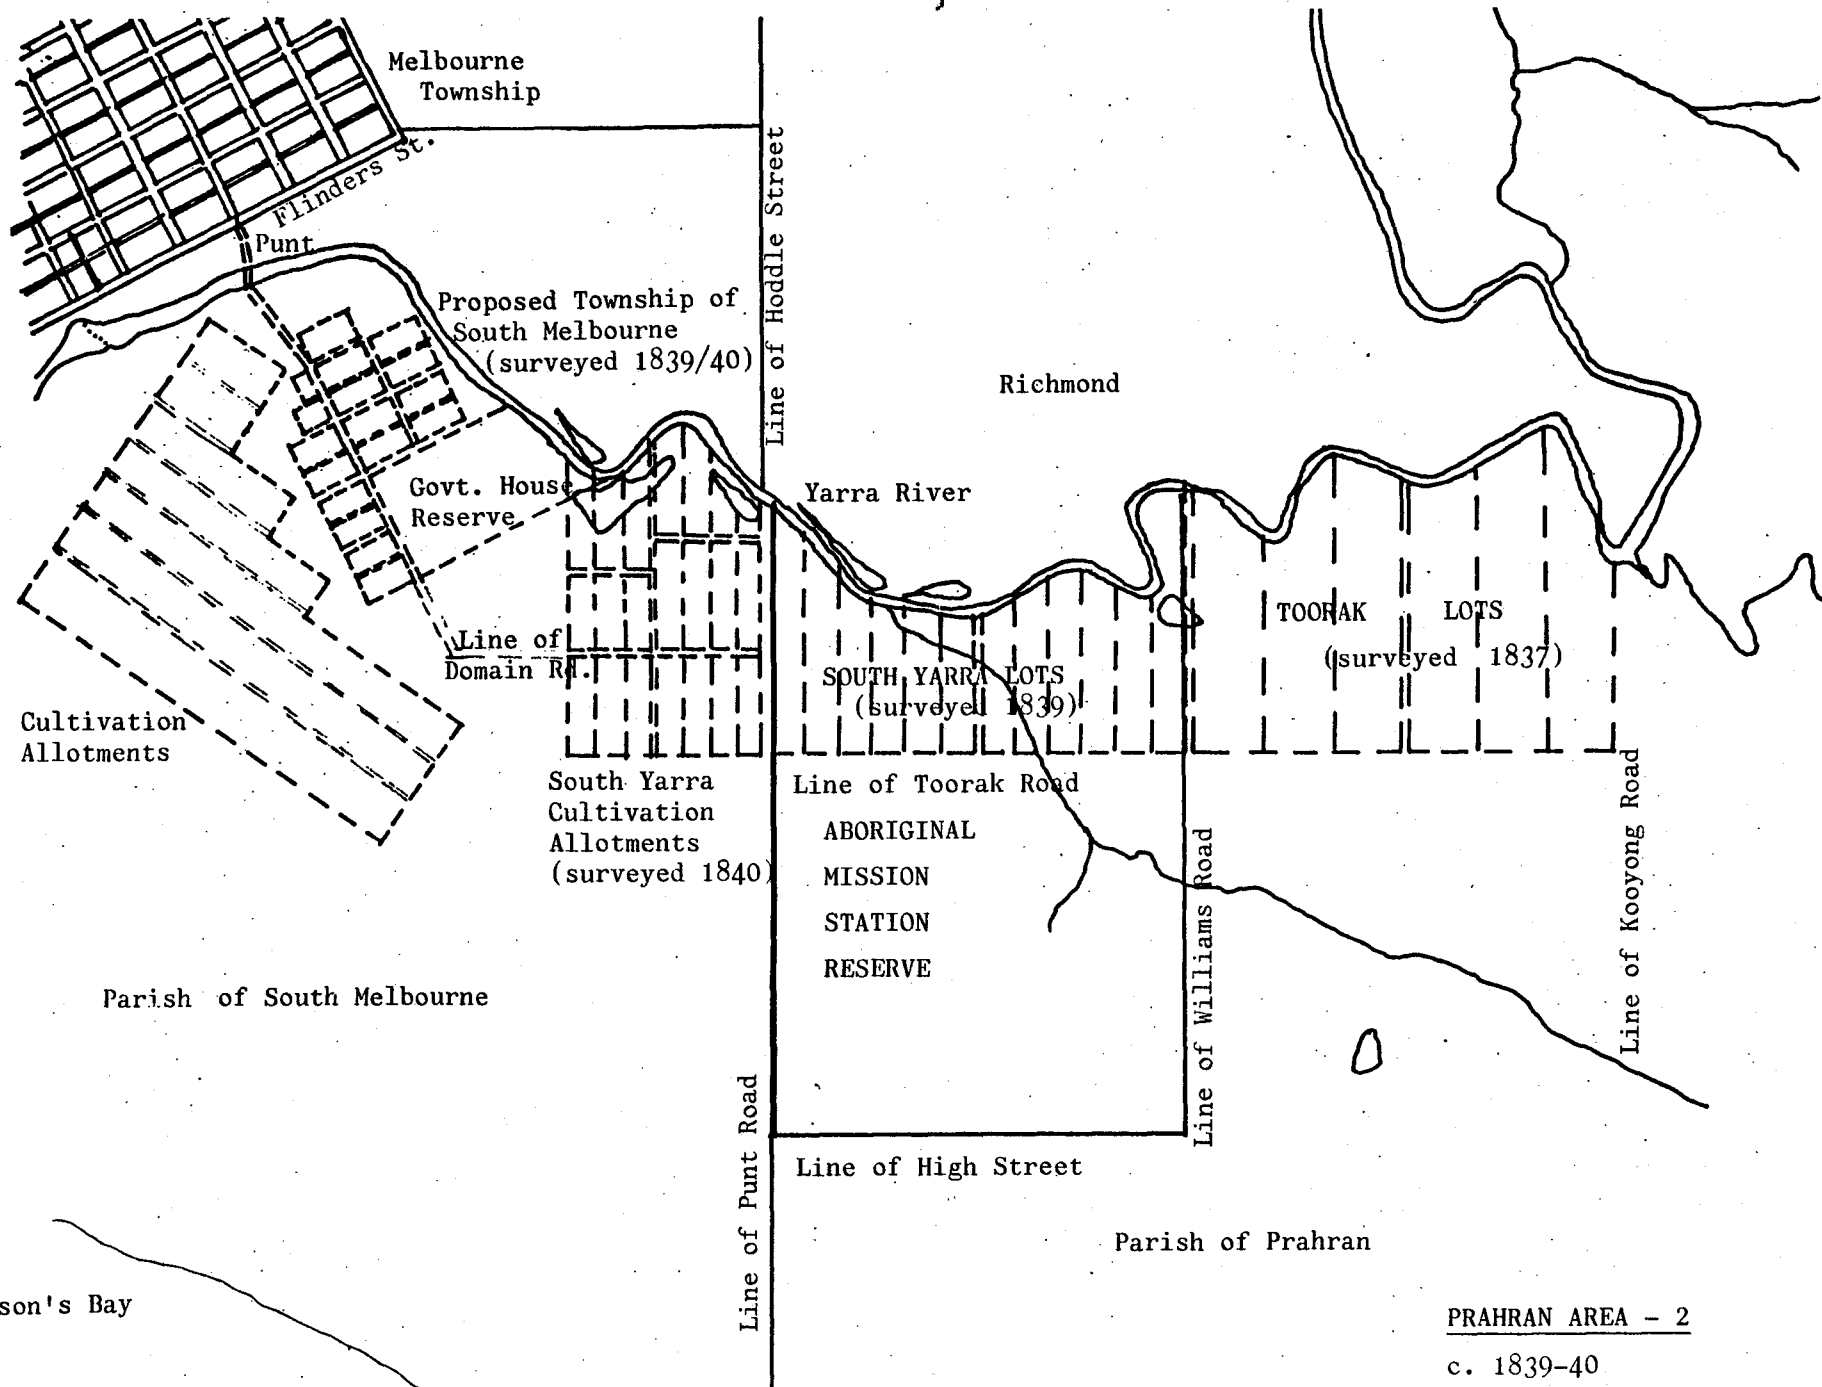 Melbourne
Township
Flinders St.
Punt
Line of Hoddle Street
Proposed Township of
South Melbourne
(surveyed 1839/40)
Richmond
Govt. House
Reserve
Yarra River
Line of
Domain Rd.
TOORAK LOTS
(surveyed 1837)
SOUTH YARRA LOTS
(surveyed 1839)
Cultivation
Allotments
South Yarra
Cultivation
Allotments
(surveyed 1840)
Line of Toorak Road
ABORIGINAL
MISSION
STATION
RESERVE
Line of Williams Road
Line of Kooyong Road
Parish of South Melbourne
Line of Punt Road
Line of High Street
Parish of Prahran
son's Bay
PRAHRAN AREA - 2
c. 1839-40